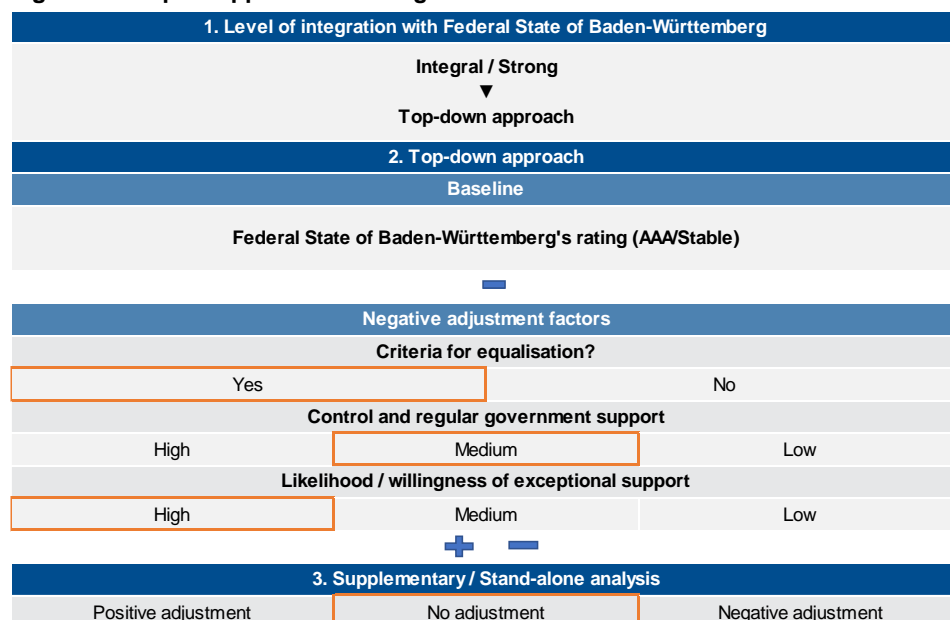 1. Level of integration with Federal State of Baden-Württemberg
Integral / Strong
▼
Top-down approach
2. Top-down approach
Baseline
Federal State of Baden-Württemberg's rating (AAA/Stable)
Negative adjustment factors
Criteria for equalisation?
Yes No
Control and regular government support
High Medium Low
Likelihood / willingness of exceptional support
High Medium Low
3. Supplementary / Stand-alone analysis
Positive adjustment No adjustment Negative adjustment